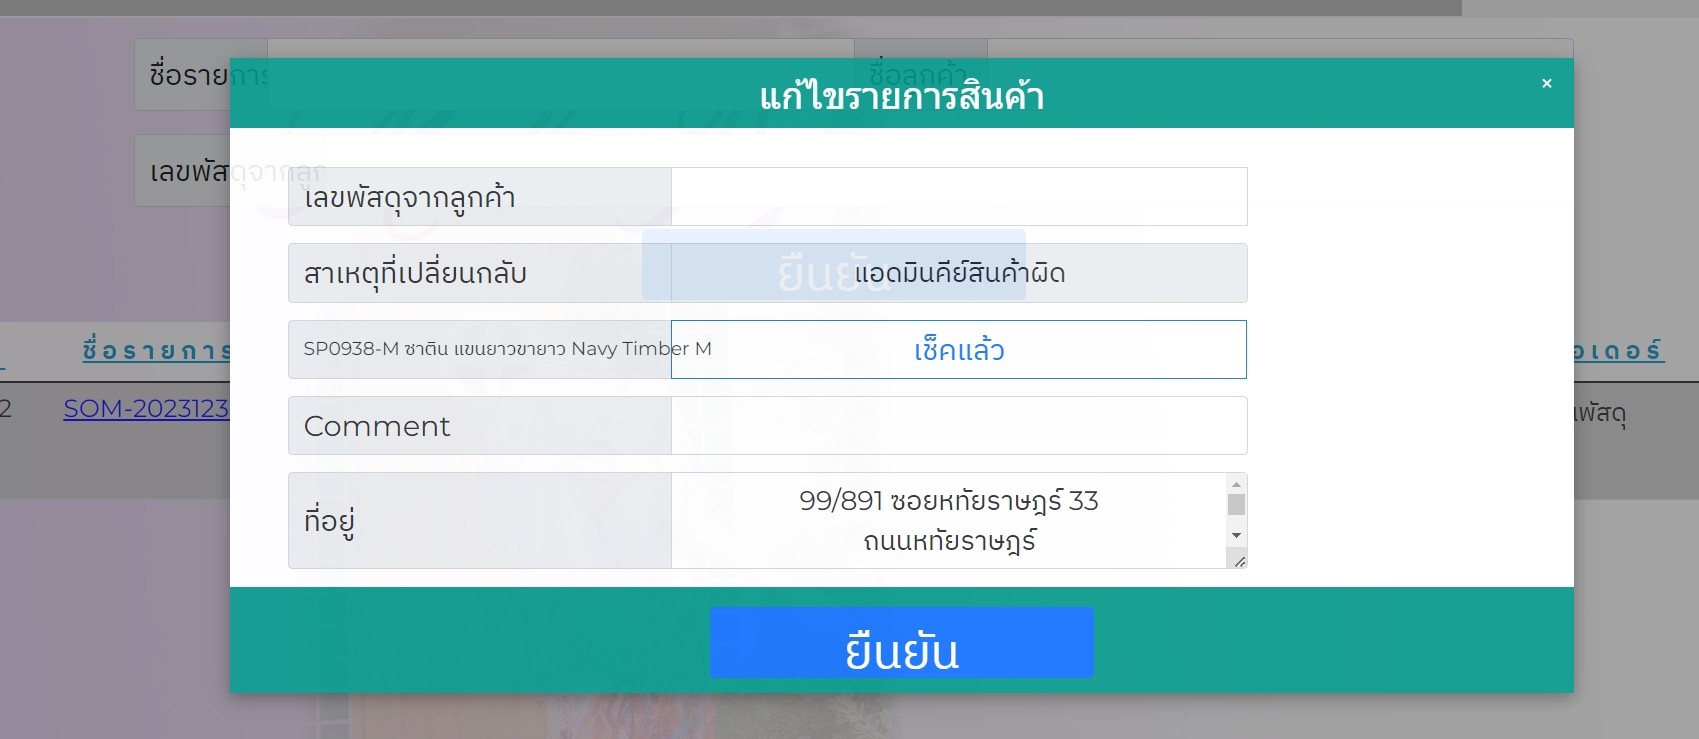 ชื่อรายการ
ชื่อลูกค้า
แก้ไขรายการสินค้า
×
เลขพัสดุจากลูก
เลขพัสดุจากลูกค้า
ยืนยัน
สาเหตุที่เปลี่ยนกลับ
แอดมินคีย์สินค้าผิด
SP0938-M ซาติน แขนยาวขายาว Navy Timber M
เช็คแล้ว
ชื่อรายการ
อเดอร์
2
SOM-2023123
พัสดุ
Comment
ที่อยู่
99/891 ซอยหทัยราษฎร์ 33
ถนนหทัยราษฎร์
ยืนยัน